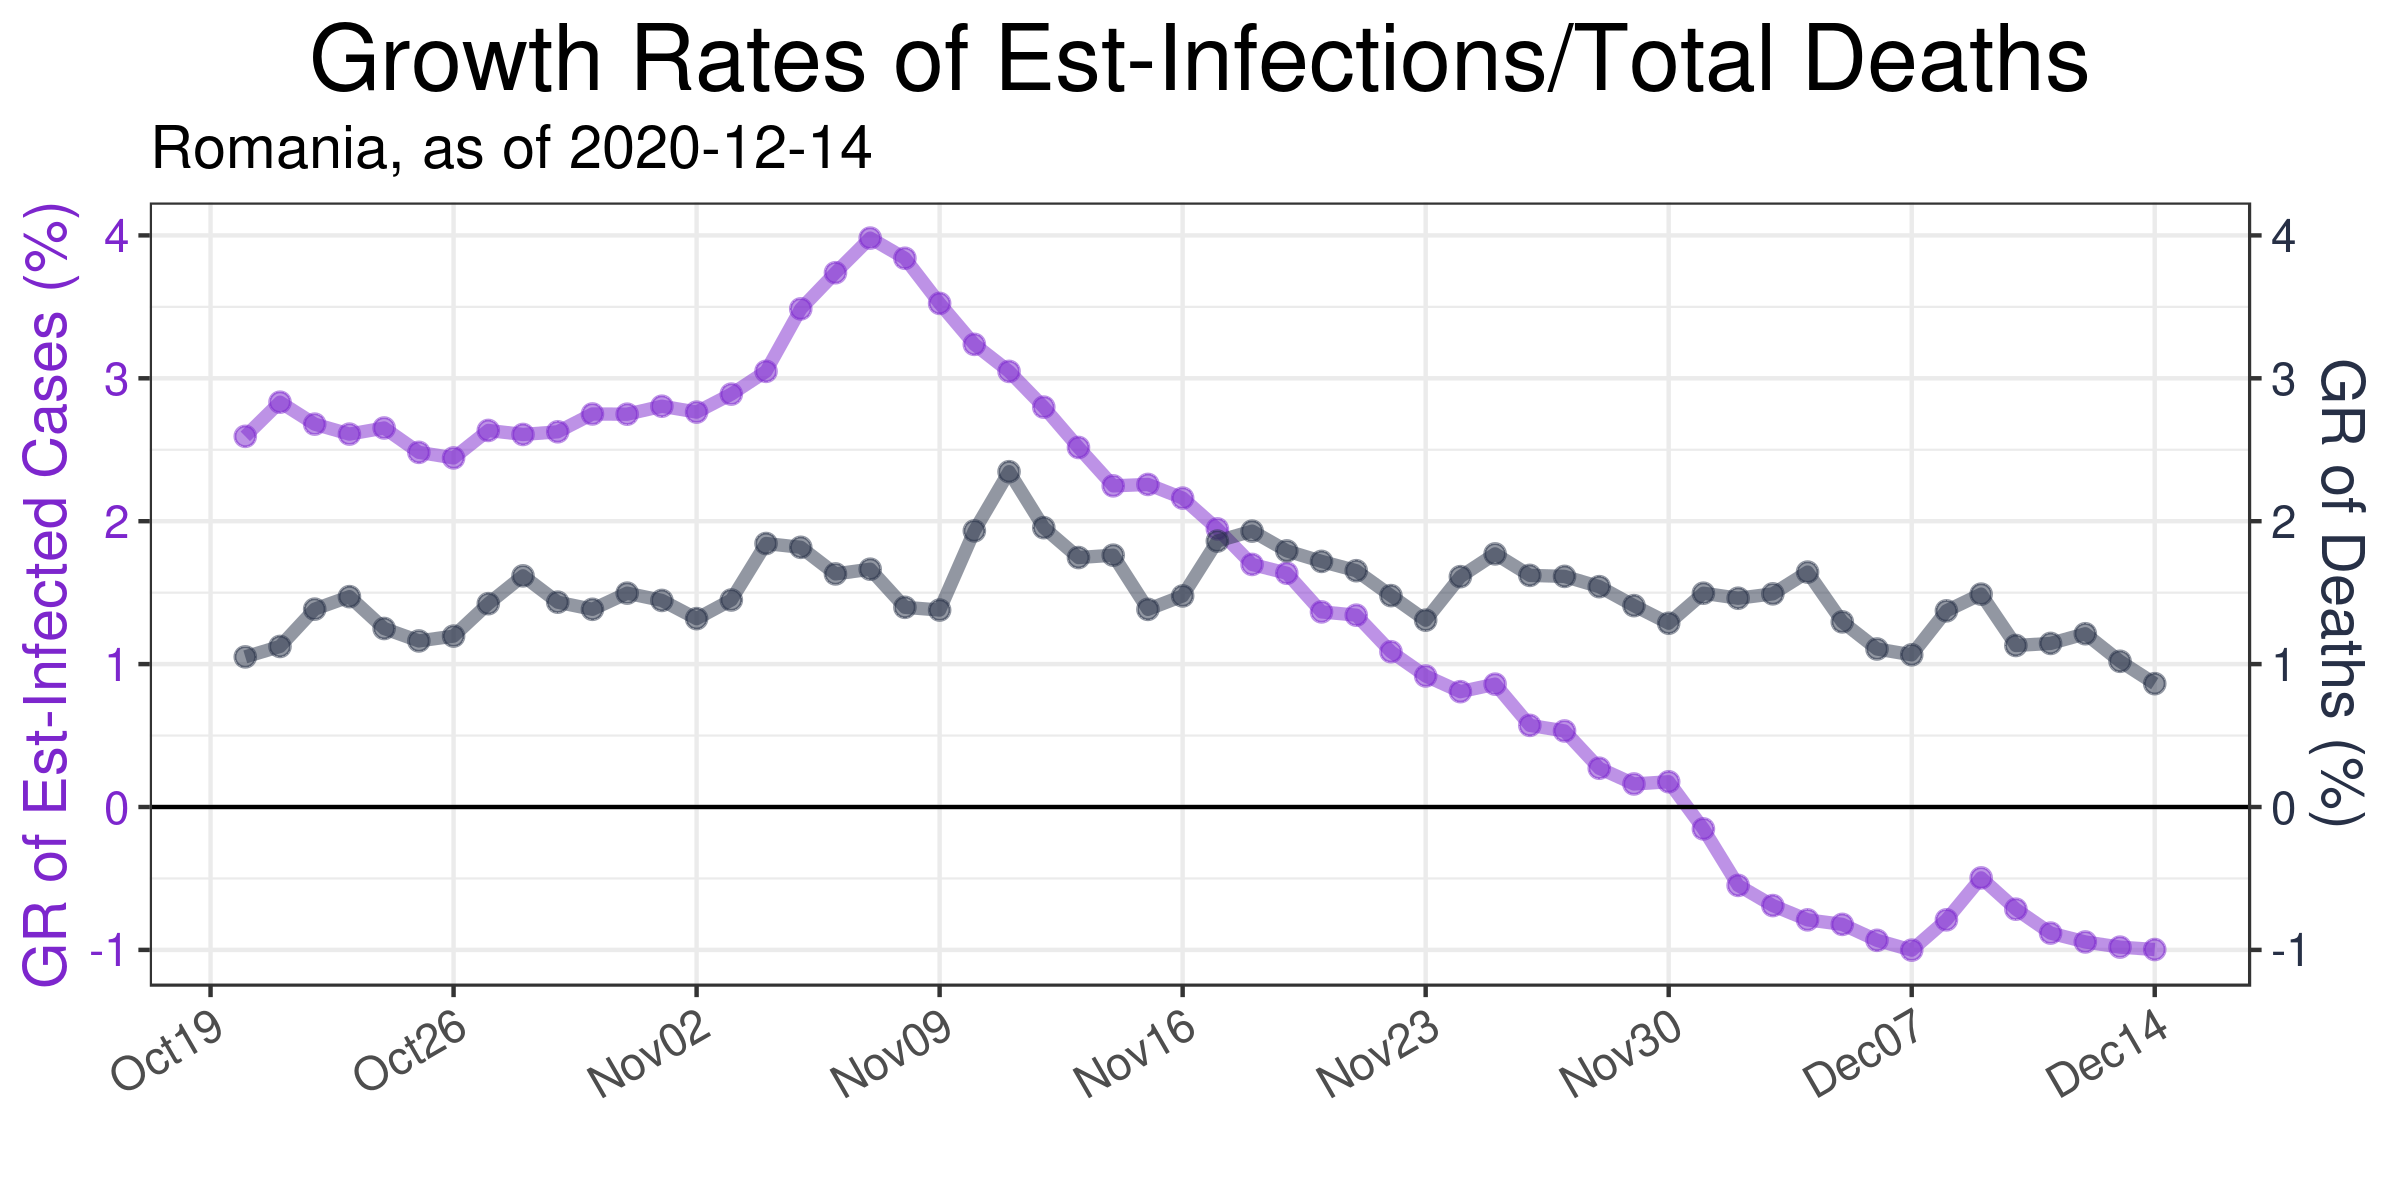 Growth Rates of Est-Infections/Total Deaths
Romania, as of 2020-12-14
GR of Est-Infected Cases (%)
4
3
2
1
0
-1
4
3
2
1
0
-1
GR of Deaths (%)
Oct19
Oct26
Nov02
Nov09
Nov16
Nov23
Nov30
Dec07
Dec14